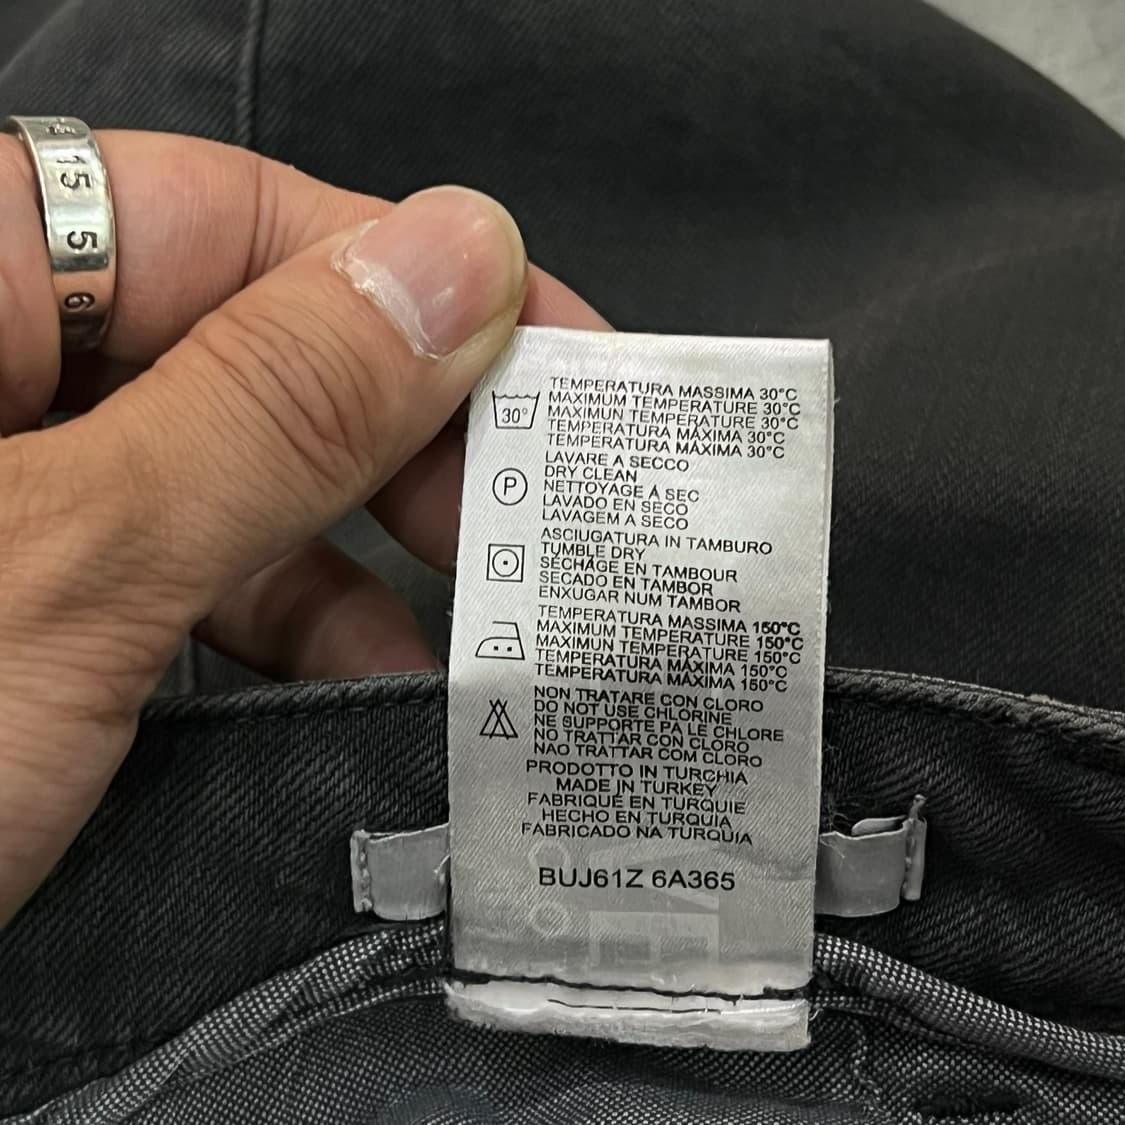 15
5
6
30°
TEMPERATURA MASSIMA 30°C
MAXIMUM TEMPERATURE 30°C
MAXIMUN TEMPERATURE 30°C
TEMPERATURA MÁXIMA 30°C
TEMPERATURA MÁXIMA 30°C
P
LAVARE A SECCO
DRY CLEAN
NETTOYAGE Á SEC
LAVADO EN SECO
LAVAGEM A SECO
ASCIUGATURA IN TAMBURO
TUMBLE DRY
SÉCHAGE EN TAMBOUR
SECADO EN TAMBOR
ENXUGAR NUM TAMBOR
TEMPERATURA MASSIMA 150°C
MAXIMUM TEMPERATURE 150°C
MAXIMUN TEMPERATURE 150°C
TEMPERATURA MÁXIMA 150°C
TEMPERATURA MÁXIMA 150°C
NON TRATARE CON CLORO
DO NOT USE CHLORINE
NE SUPPORTE PA LE CHLORE
NO TRATTAR CON CLORO
NAO TRATTAR COM CLORO
PRODOTTO IN TURCHIA
MADE IN TURKEY
FABRIQUÉ EN TURQUIE
HECHO EN TURQUIA
FABRICADO NA TURQUIA
BUJ61Z 6A365